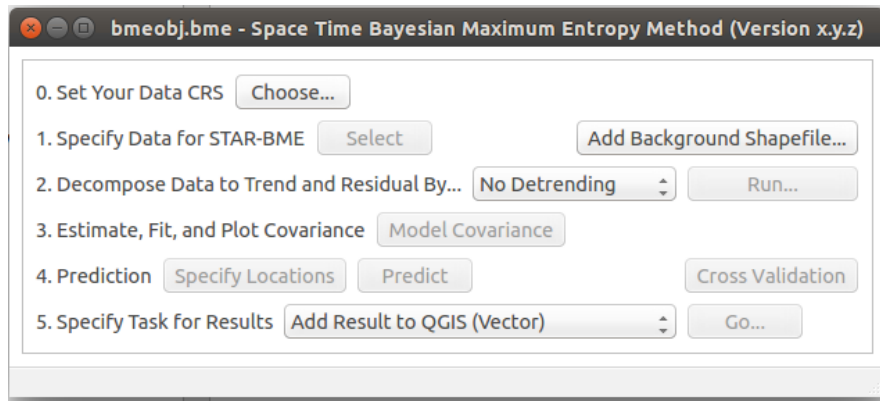 bmeobj.bme - Space Time Bayesian Maximum Entropy Method (Version x.y.z)
0. Set Your Data CRS Choose...
1. Specify Data for STAR-BME Select Add Background Shapefile...
2. Decompose Data to Trend and Residual By... No Detrending Run...
3. Estimate, Fit, and Plot Covariance Model Covariance
4. Prediction Specify Locations Predict Cross Validation
5. Specify Task for Results Add Result to QGIS (Vector) Go...